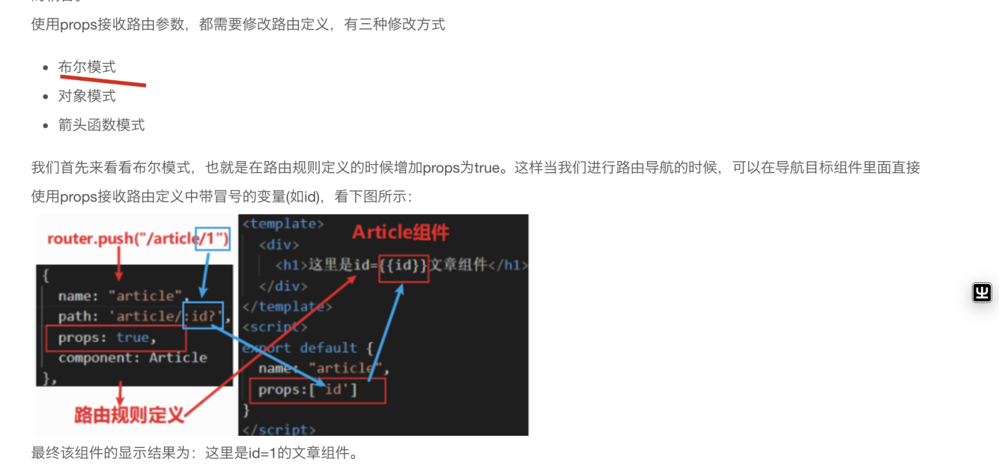 使用props接收路由参数，都需要修改路由定义，有三种修改方式
布尔模式
对象模式
箭头函数模式
我们首先来看看布尔模式，也就是在路由规则定义的时候增加props为true。这样当我们进行路由导航的时候，可以在导航目标组件里面直接
使用props接收路由定义中带冒号的变量(如id)，看下图所示：
router.push("/article/1")
{
name: "article",
path: 'article/:id?',
props: true,
component: Article
},
路由规则定义
<template>
Article组件
<div>
<h1>这里是id={{id}}文章组件</h1>
</div>
</template>
<script>
export default {
name: "article",
props:['id']
}
</script>
最终该组件的显示结果为：这里是id=1的文章组件。